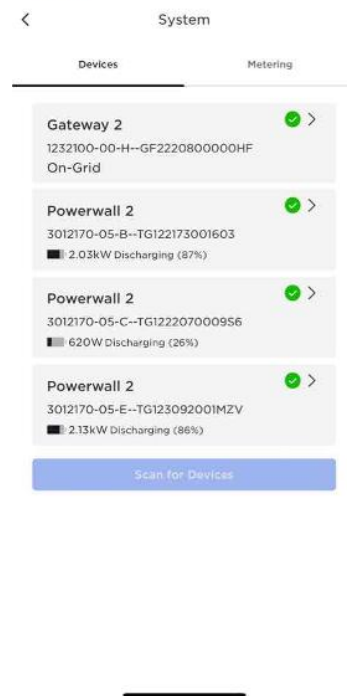 System
Devices
Metering
Gateway 2
1232100-00-H--GF2220800000HF
On-Grid
Powerwall 2
3012170-05-B--TG122173001603
2.03kW Discharging (87%)
Powerwall 2
3012170-05-C--TG1222070009S6
620W Discharging (26%)
Powerwall 2
3012170-05-E--TG123092001MZV
2.13kW Discharging (86%)
Scan for Devices